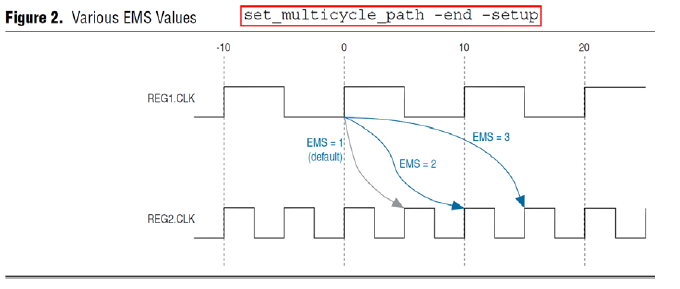 Figure 2. Various EMS Values set_multicycle_path -end -setup
-10 0 10 20
REG1.CLK
EMS = 1
(default)
EMS = 2
EMS = 3
REG2.CLK